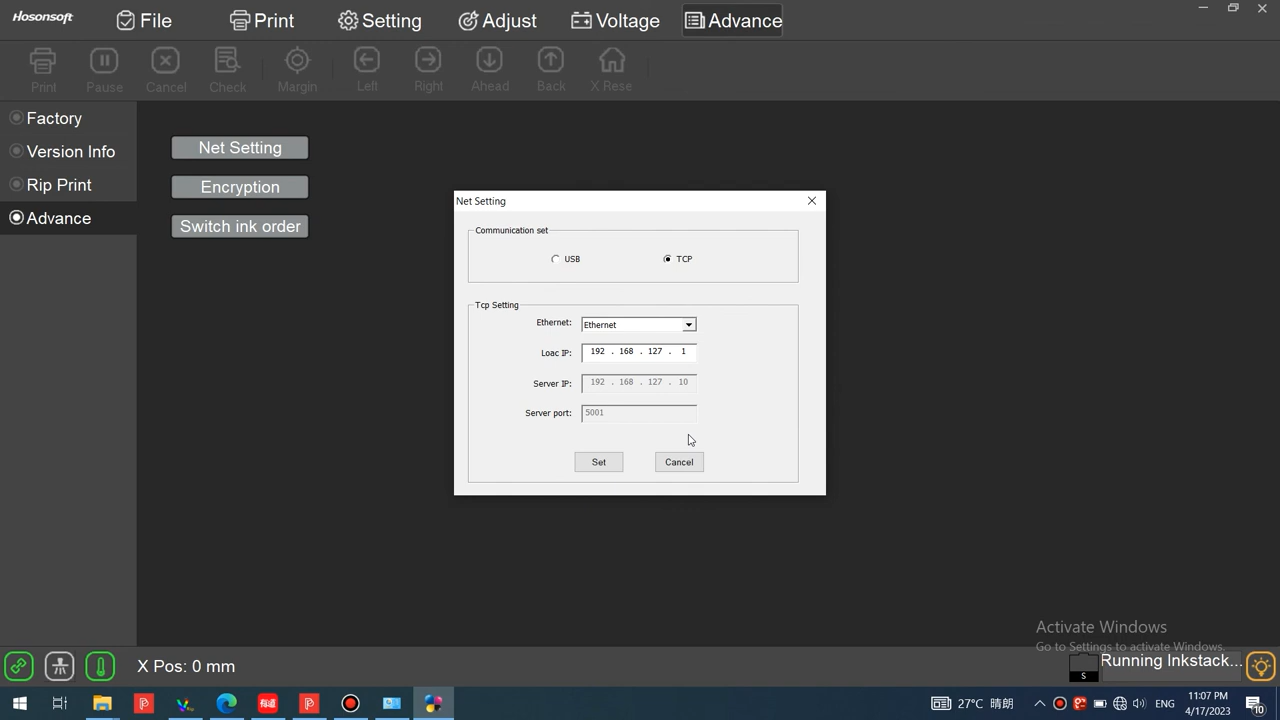 Hosonsoft
File
Print
Setting
Adjust
Voltage
Advance
Print
Pause
Cancel
Check
Margin
Left
Right
Ahead
Back
X Rese
Factory
Version Info
Rip Print
Advance
Net Setting
Encryption
Switch ink order
Net Setting
Communication set
USB
TCP
Tcp Setting
Ethernet: Ethernet
Loac IP: 192 . 168 . 127 . 1
Server IP: 192 . 168 . 127 . 10
Server port: 5001
Set
Cancel
Activate Windows
Go to Settings to activate Windows.
X Pos: 0 mm
S
Running Inkstack...
有道
27°C 晴朗
ENG
11:07 PM
4/17/2023
10